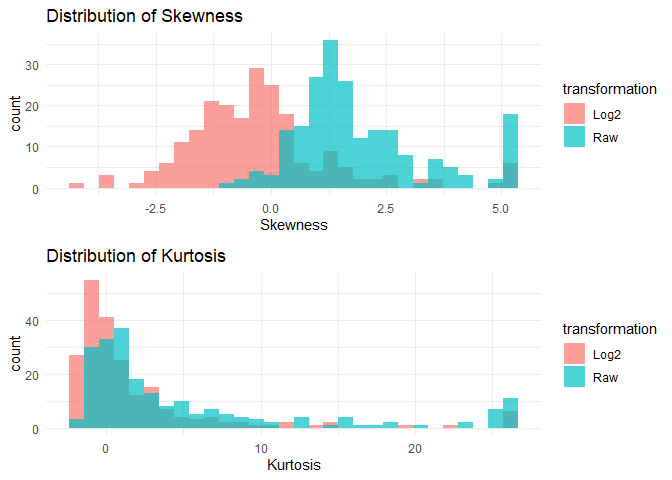 Distribution of Skewness
30
20
10
0
count
-2.5 0.0 2.5 5.0
Skewness
transformation
Log2
Raw
Distribution of Kurtosis
40
20
0
count
0 10 20
Kurtosis
transformation
Log2
Raw